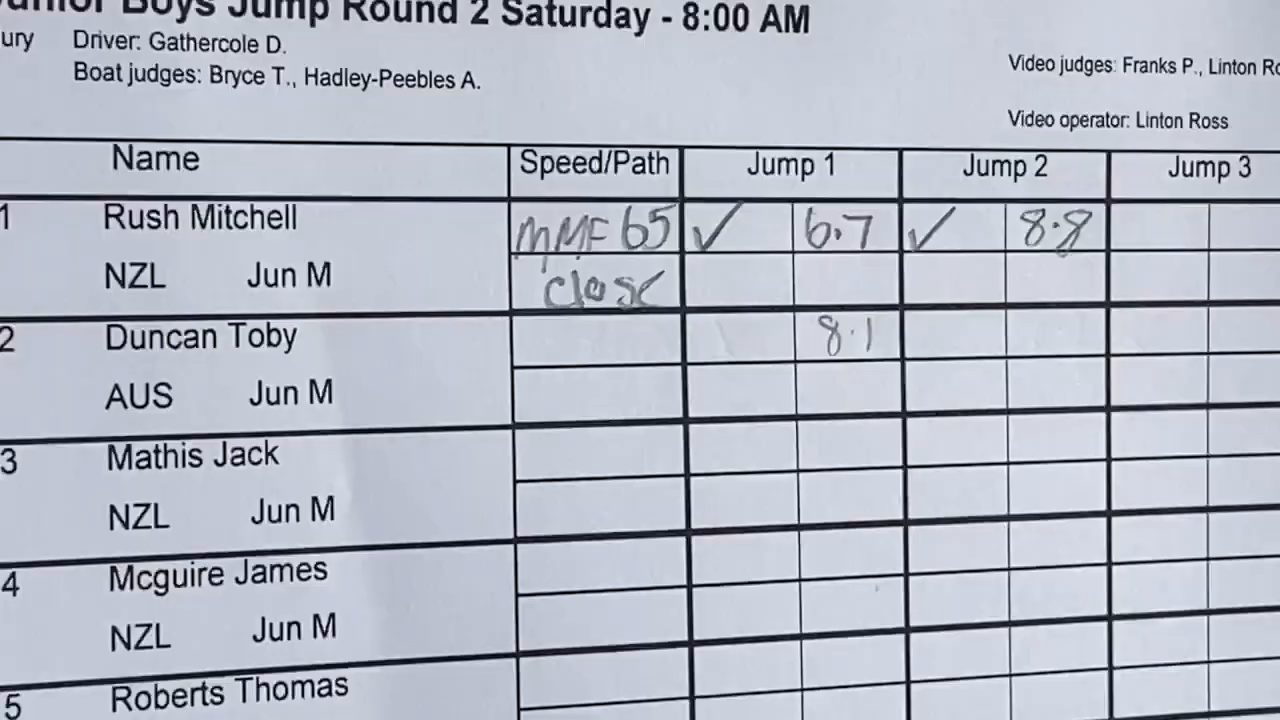 Junior Boys Jump Round 2 Saturday - 8:00 AM
ury Driver: Gathercole D.
Boat judges: Bryce T., Hadley-Peebles A.
Video judges: Franks P., Linton Ro
Video operator: Linton Ross
Name Speed/Path Jump 1 Jump 2 Jump 3
1 Rush Mitchell MMF 65 ✓ 6.7 ✓ 8.8
NZL Jun M close
2 Duncan Toby 8.1
AUS Jun M
3 Mathis Jack
NZL Jun M
4 Mcguire James
NZL Jun M
5 Roberts Thomas